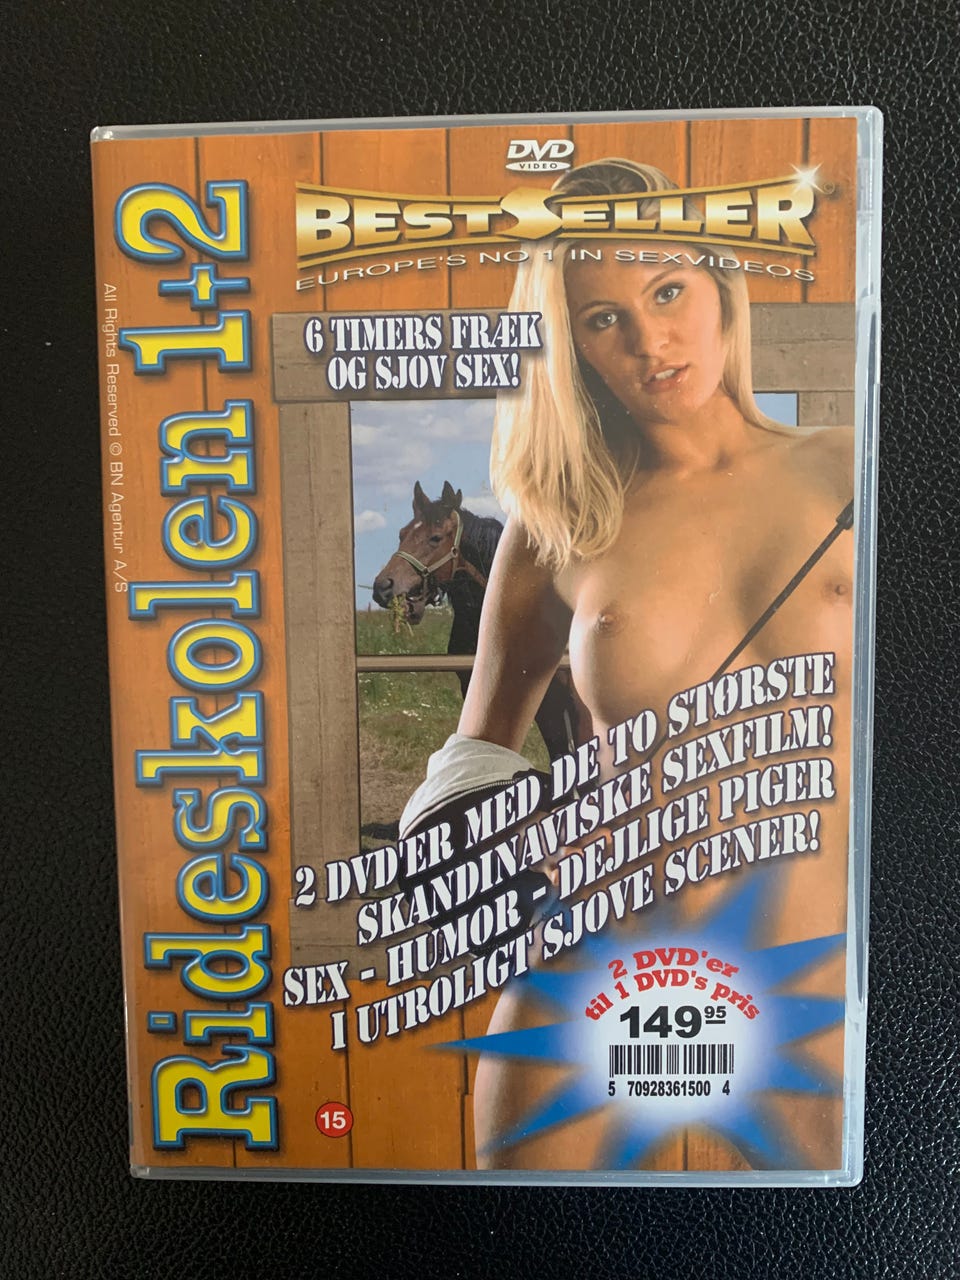 DVD
VIDEO
BESTSELLER
©
EUROPE'S NO 1 IN SEXVIDEOS
Rideskolen 1+2
All Rights Reserved © BN Agentur A/S
6 TIMERS FRÆK
OG SJOV SEX!
2 DVD'ER MED DE TO STØRSTE
SKANDINAVISKE SEXFILM!
SEX - HUMOR - DEJLIGE PIGER
I UTROLIGT SJOVE SCENER!
2 DVD'er
til 1 DVD's pris
149 95
5 70928361500 4
15